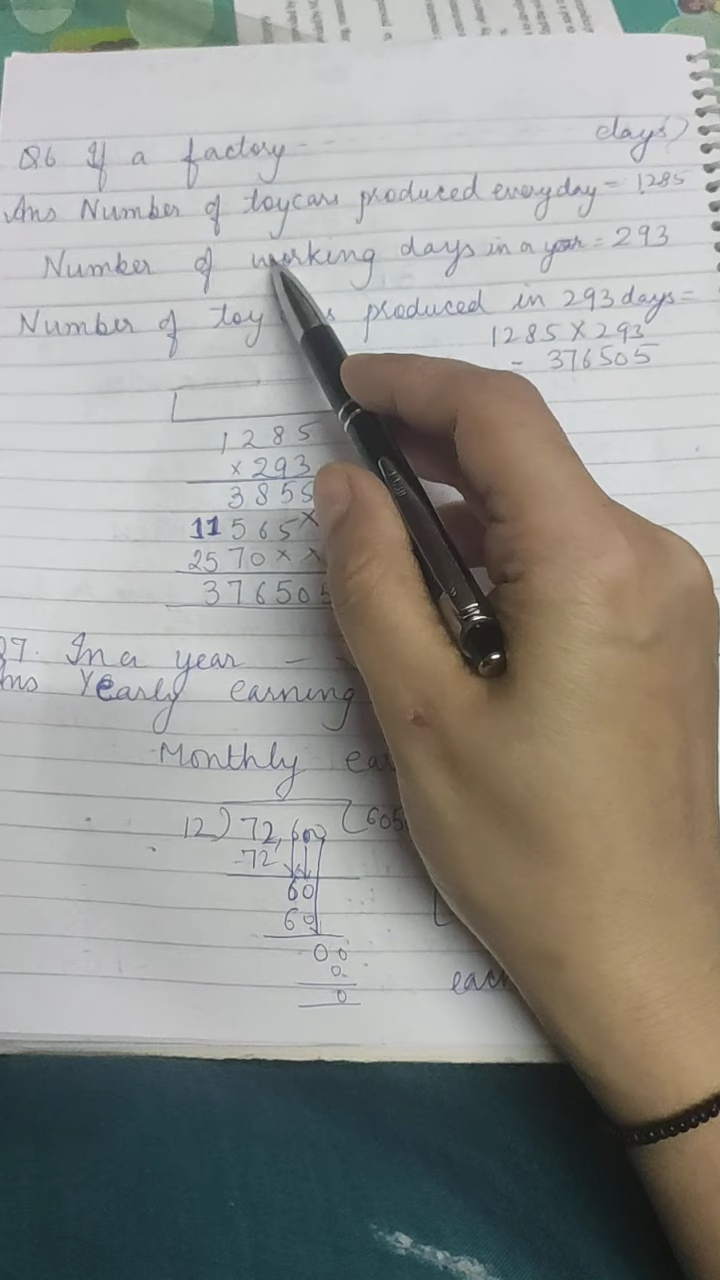 Q6 If a factory -- days)
Ans Number of toycars produced everyday = 1285
Number of working days in a year = 293
Number of toy produced in 293 days =
1285 × 293
= 376505
1285
× 293
3855
11565×
2570××
376505
Q7. In a year --
Ans Yearly earning
Monthly
12) 72,600 (605
-72
60
60
00
0
0